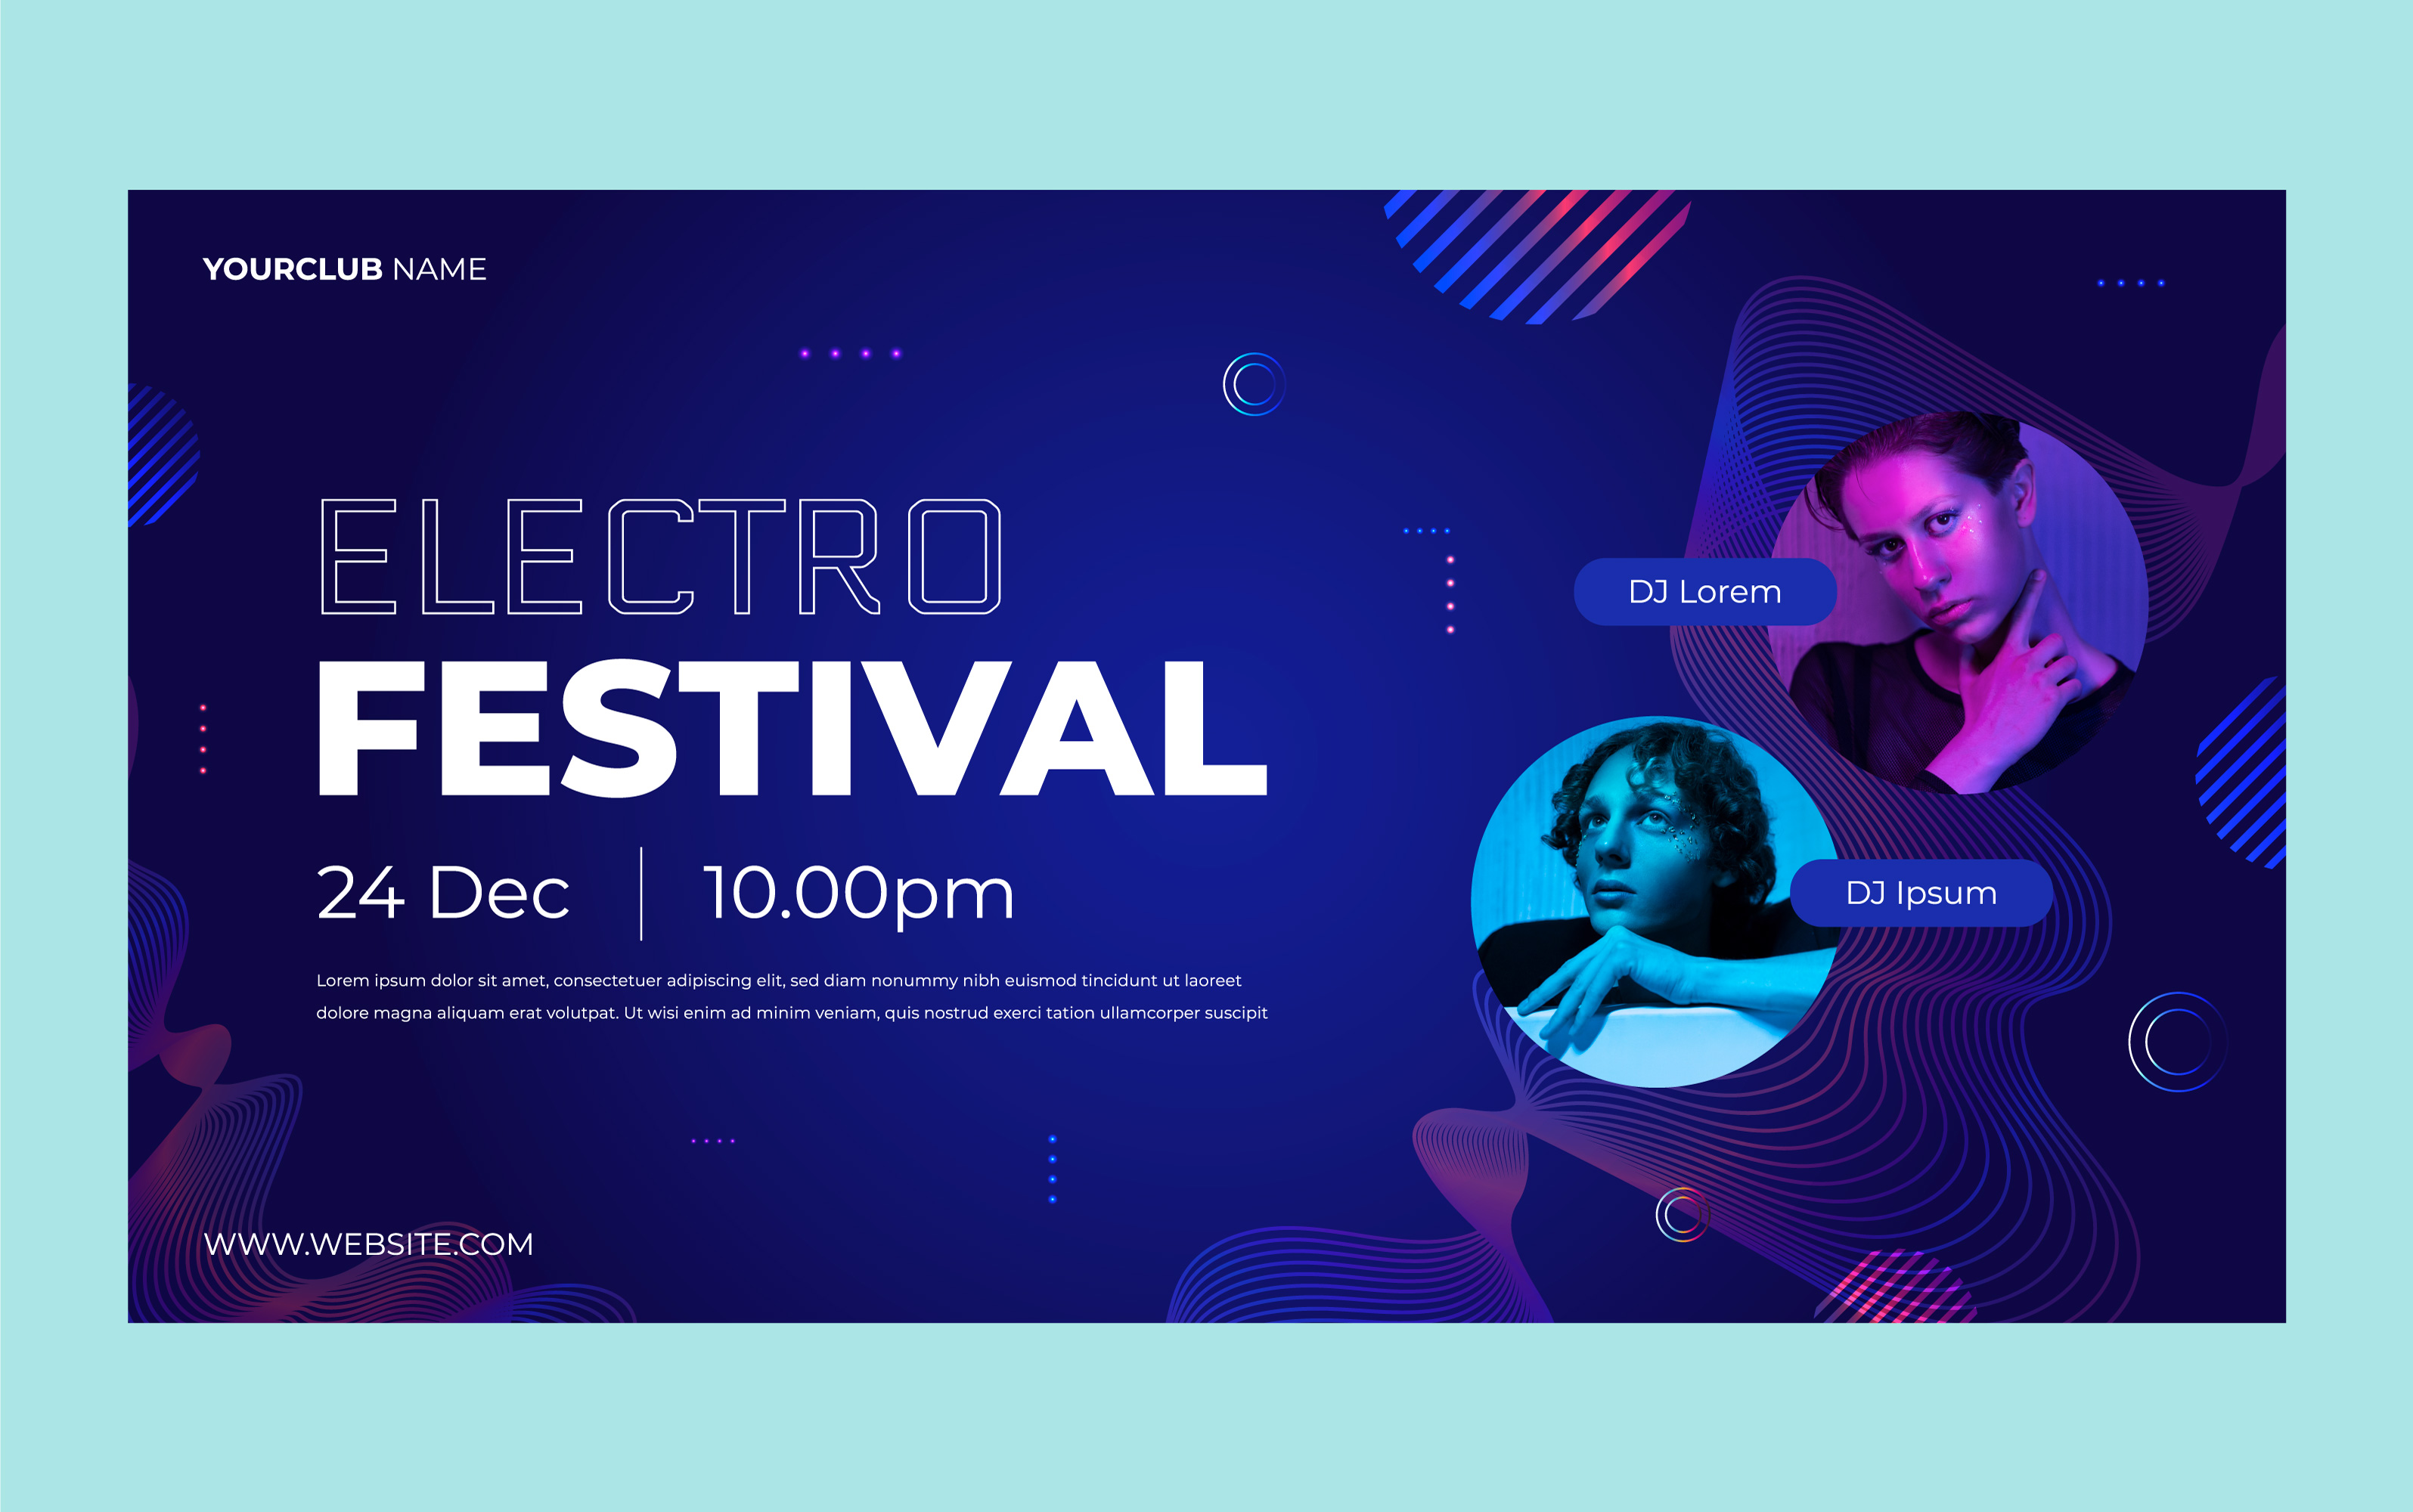 YOURCLUB NAME
ELECTRO
FESTIVAL
24 Dec | 10.00pm
Lorem ipsum dolor sit amet, consectetuer adipiscing elit, sed diam nonummy nibh euismod tincidunt ut laoreet
dolore magna aliquam erat volutpat. Ut wisi enim ad minim veniam, quis nostrud exerci tation ullamcorper suscipit
WWW.WEBSITE.COM
DJ Lorem
DJ Ipsum